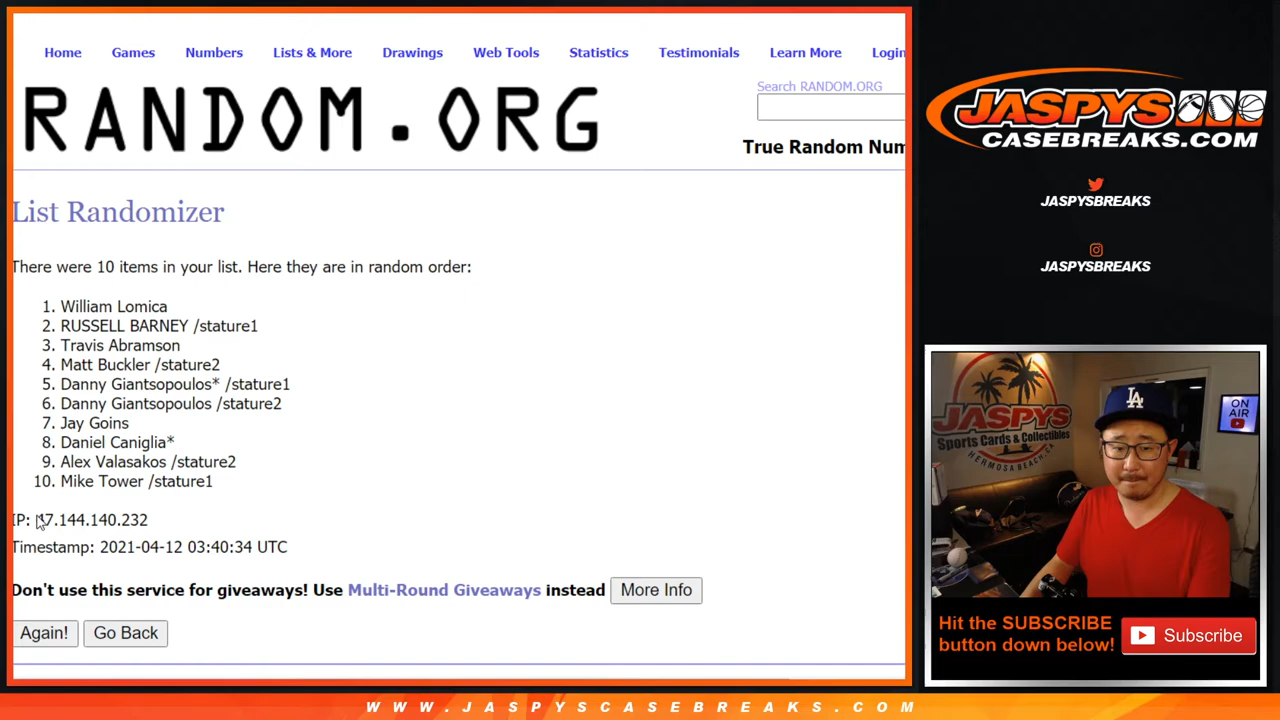 Home Games Numbers Lists & More Drawings Web Tools Statistics Testimonials Learn More Login
RANDOM.ORG
Search RANDOM.ORG
True Random Num
List Randomizer
There were 10 items in your list. Here they are in random order:
1. William Lomica
2. RUSSELL BARNEY /stature1
3. Travis Abramson
4. Matt Buckler /stature2
5. Danny Giantsopoulos* /stature1
6. Danny Giantsopoulos /stature2
7. Jay Goins
8. Daniel Caniglia*
9. Alex Valasakos /stature2
10. Mike Tower /stature1
IP: 47.144.140.232
Timestamp: 2021-04-12 03:40:34 UTC
Don't use this service for giveaways! Use Multi-Round Giveaways instead More Info
Again! Go Back
JASPYS
CASEBREAKS.COM
JASPYSBREAKS
JASPYSBREAKS
JASPYS
Sports Cards & Collectibles
HERMOSA BEACH, CA
LA
ON
AIR
Hit the SUBSCRIBE
button down below!
Subscribe
WWW.JASPYSCASEBREAKS.COM